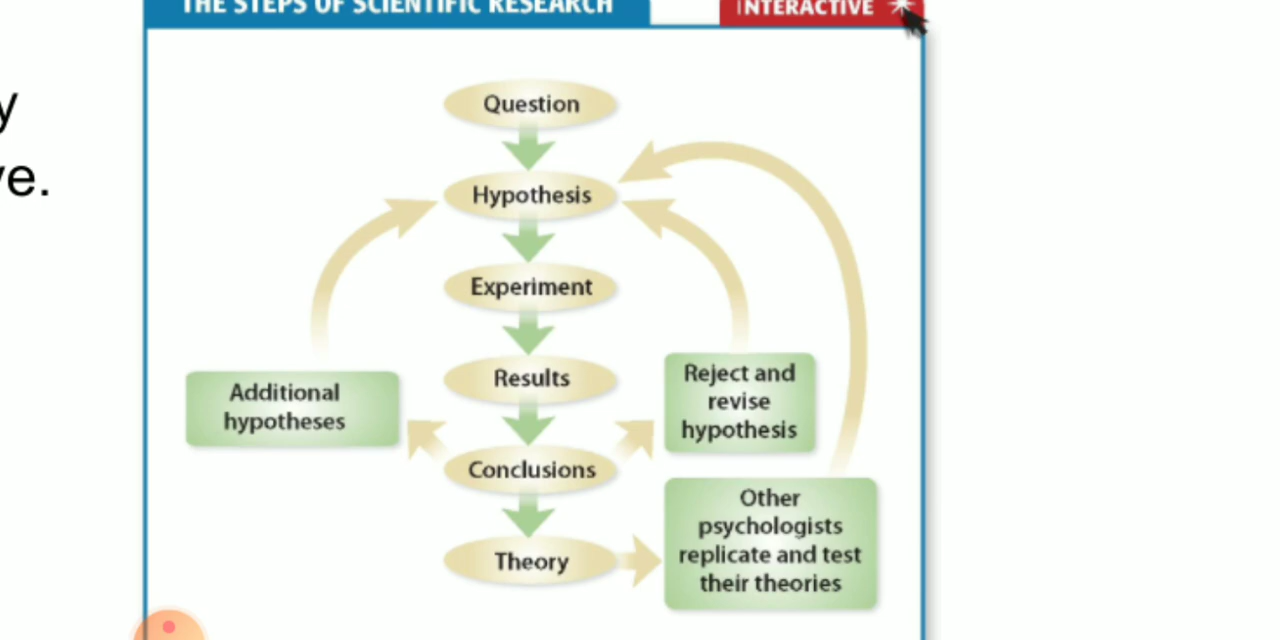 THE STEPS OF SCIENTIFIC RESEARCH
INTERACTIVE
y
ve.
Question
Hypothesis
Experiment
Results
Conclusions
Theory
Additional
hypotheses
Reject and
revise
hypothesis
Other
psychologists
replicate and test
their theories